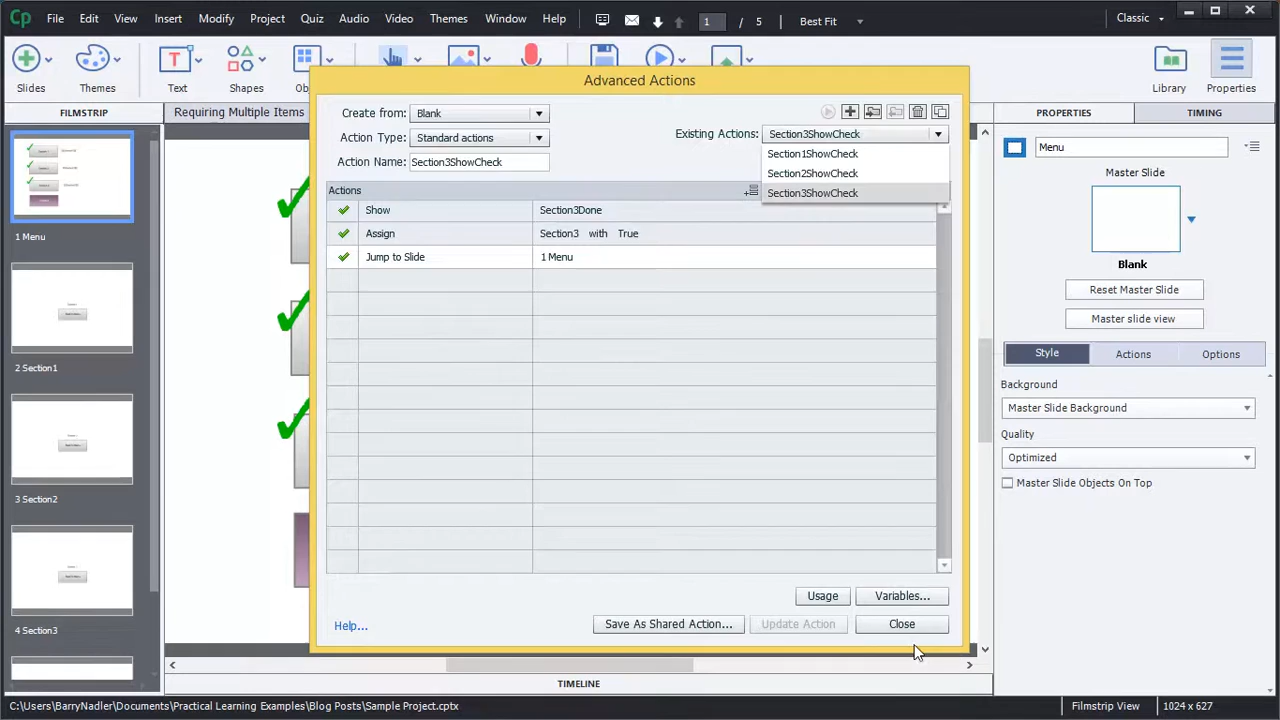 Cp File Edit View Insert Modify Project Quiz Audio Video Themes Window Help 1 / 5 Best Fit Classic
Slides Themes Text Shapes Library Properties
FILMSTRIP Requiring Multiple Items PROPERTIES TIMING
Advanced Actions
Create from: Blank
Action Type: Standard actions
Action Name: Section3ShowCheck
Existing Actions: Section3ShowCheck
Section1ShowCheck
Section2ShowCheck
Section3ShowCheck
Actions
Show Section3Done
Assign Section3 with True
Jump to Slide 1 Menu
Usage Variables...
Help... Save As Shared Action... Update Action Close
1 Menu
2 Section1
3 Section2
4 Section3
Menu
Master Slide
Blank
Reset Master Slide
Master slide view
Style Actions Options
Background
Master Slide Background
Quality
Optimized
Master Slide Objects On Top
TIMELINE
C:\Users\BarryNadler\Documents\Practical Learning Examples\Blog Posts\Sample Project.cptx Filmstrip View 1024 x 627